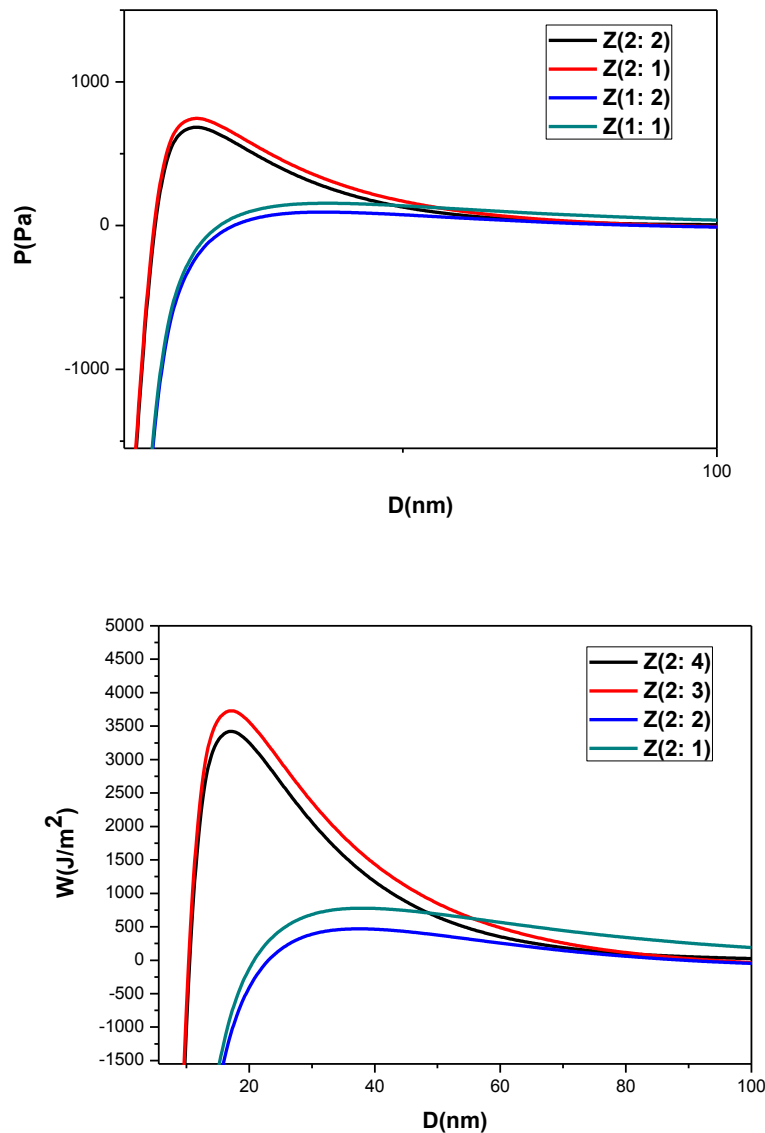 Z(2: 2)
Z(2: 1)
Z(1: 2)
Z(1: 1)
1000
0
-1000
P(Pa)
100
D(nm)
5000
4500
4000
3500
3000
2500
2000
1500
1000
500
0
-500
-1000
-1500
W(J/m²)
Z(2: 4)
Z(2: 3)
Z(2: 2)
Z(2: 1)
20 40 60 80 100
D(nm)